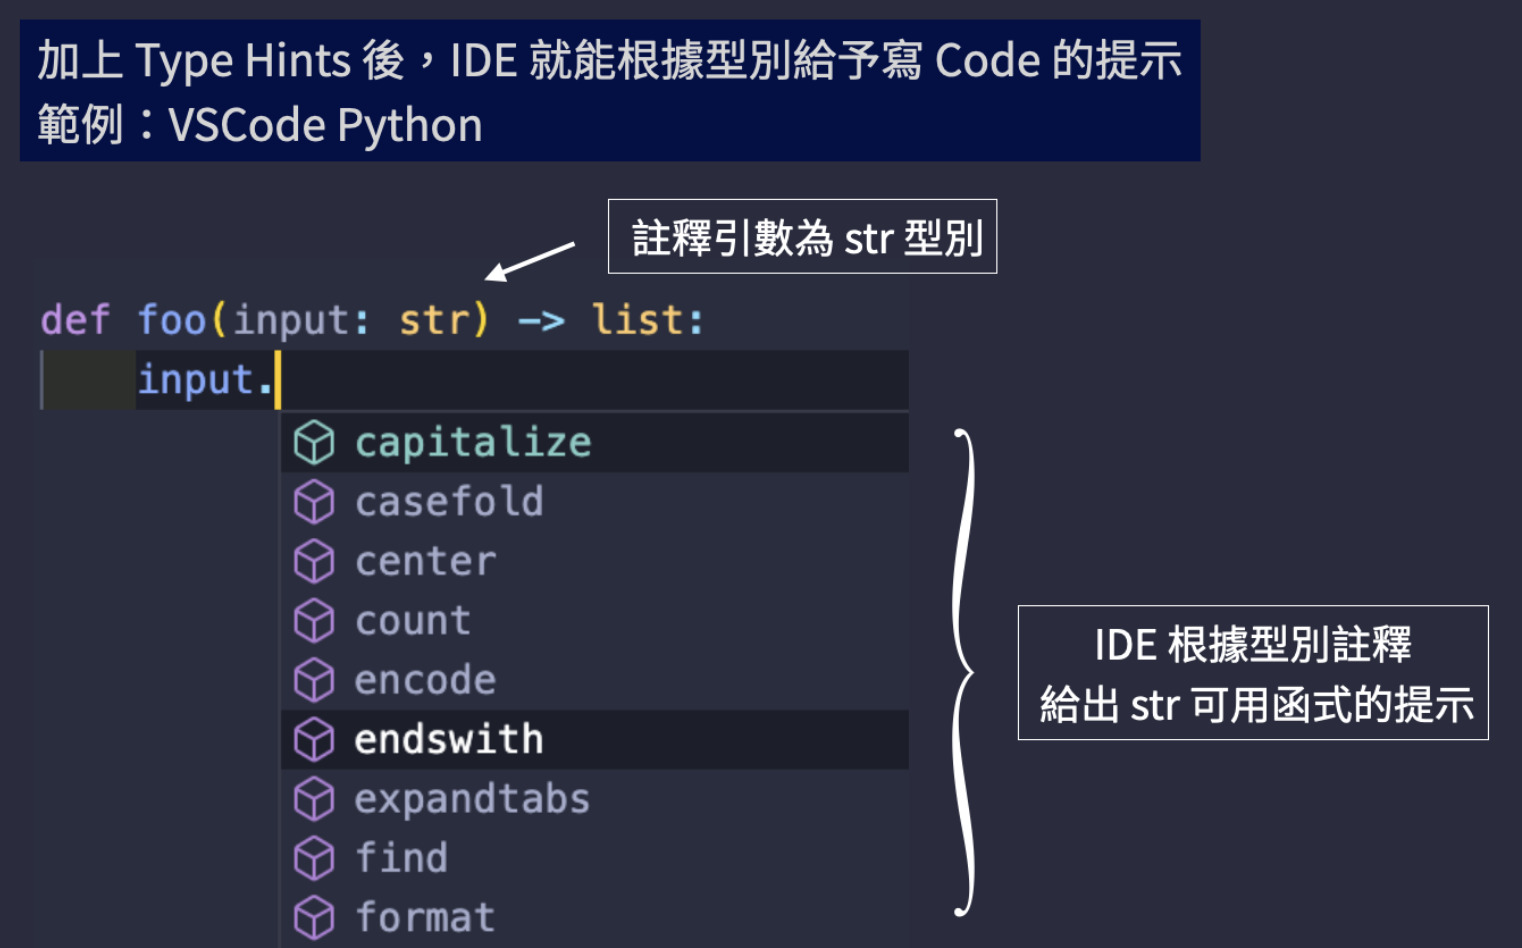 加上 Type Hints 後，IDE 就能根據型別給予寫 Code 的提示
範例：VSCode Python
註釋引數為 str 型別
def foo(input: str) -> list:
input.
capitalize
casefold
center
count
encode
endswith
expandtabs
find
format
IDE 根據型別註釋
給出 str 可用函式的提示